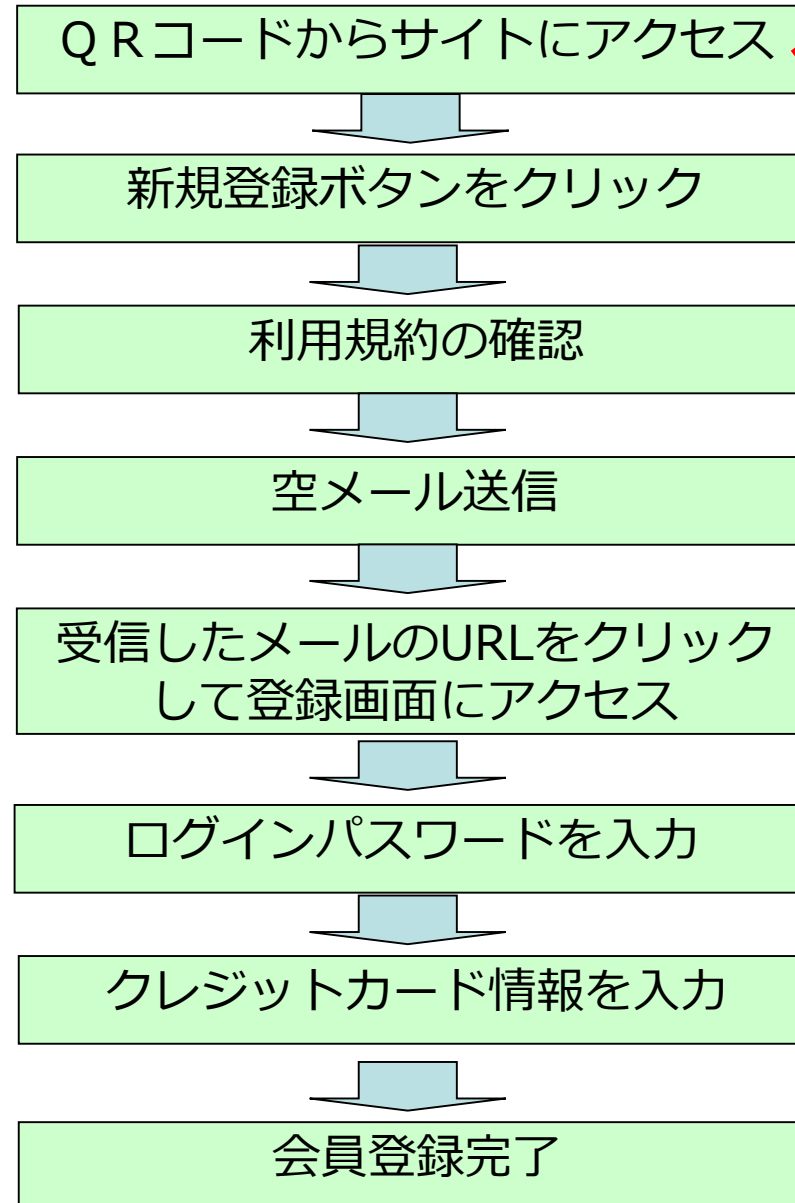 ＱＲコードからサイトにアクセス
新規登録ボタンをクリック
利用規約の確認
空メール送信
受信したメールのURLをクリック
して登録画面にアクセス
ログインパスワードを入力
クレジットカード情報を入力
会員登録完了